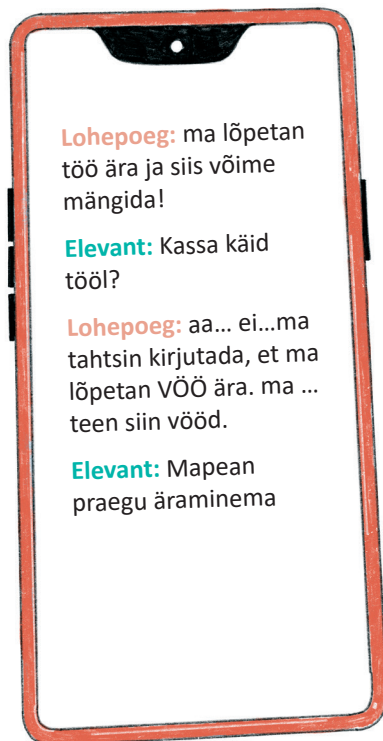 Lohepoeg: ma lõpetan
töö ära ja siis võime
mängida!
Elevant: Kassa käid
tööl?
Lohepoeg: aa... ei...ma
tahtsin kirjutada, et ma
lõpetan VÖÖ ära. ma ...
teen siin vööd.
Elevant: Mapean
praegu äraminema